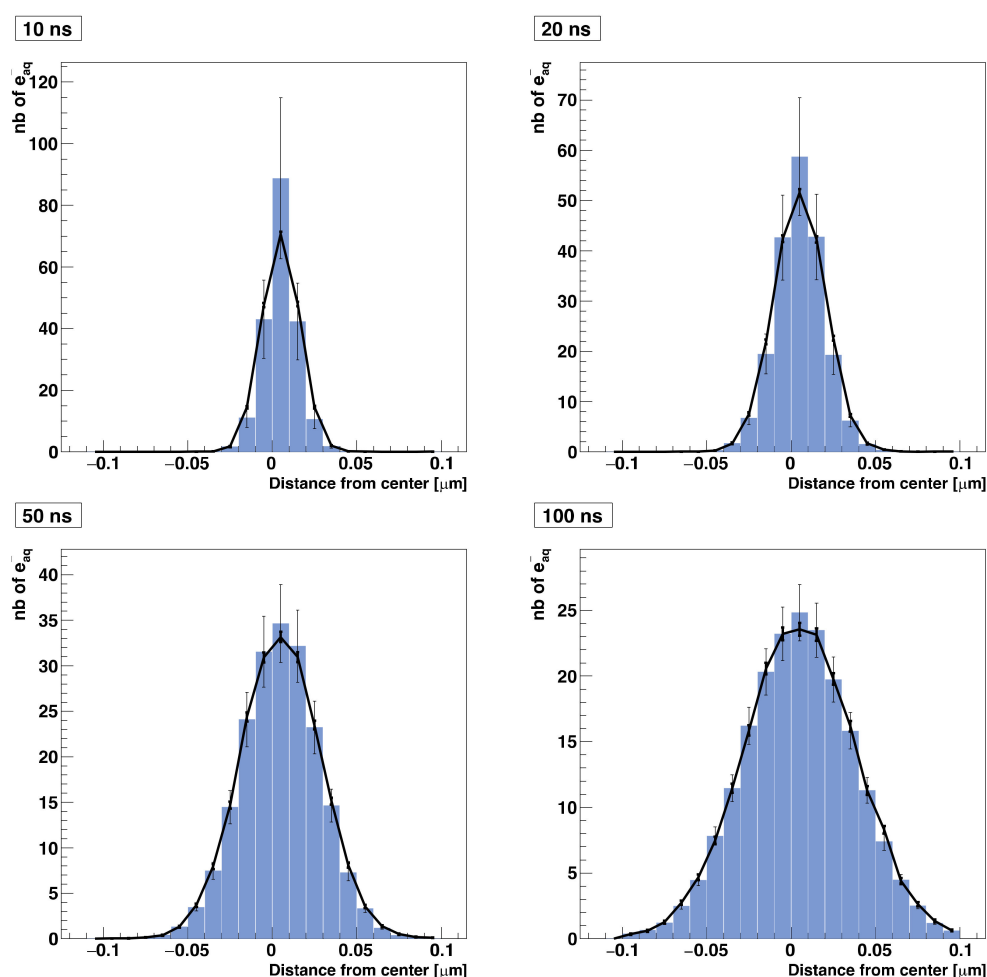 10 ns
nb of e⁻aq
120
100
80
60
40
20
0
−0.1 −0.05 0 0.05 0.1
Distance from center [μm]
20 ns
nb of e⁻aq
70
60
50
40
30
20
10
0
−0.1 −0.05 0 0.05 0.1
Distance from center [μm]
50 ns
nb of e⁻aq
40
35
30
25
20
15
10
5
0
−0.1 −0.05 0 0.05 0.1
Distance from center [μm]
100 ns
nb of e⁻aq
25
20
15
10
5
0
−0.1 −0.05 0 0.05 0.1
Distance from center [μm]